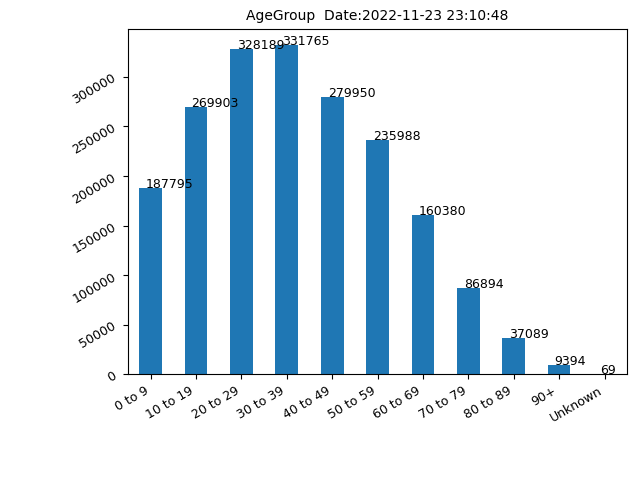 AgeGroup  Date:2022-11-23 23:10:48
300000
250000
200000
150000
100000
50000
0
187795
269903
328189
331765
279950
235988
160380
86894
37089
9394
69
0 to 9
10 to 19
20 to 29
30 to 39
40 to 49
50 to 59
60 to 69
70 to 79
80 to 89
90+
Unknown